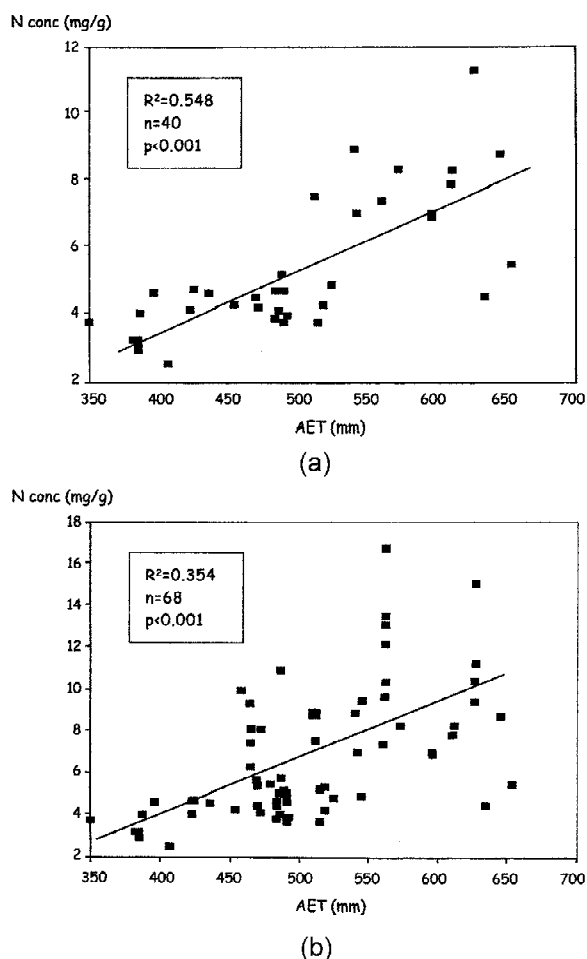 N conc (mg/g)
12
10
8
6
4
2
R²=0.548
n=40
p<0.001
350 400 450 500 550 600 650 700
AET (mm)
(a)
N conc (mg/g)
18
16
14
12
10
8
6
4
2
R²=0.354
n=68
p<0.001
350 400 450 500 550 600 650 700
AET (mm)
(b)